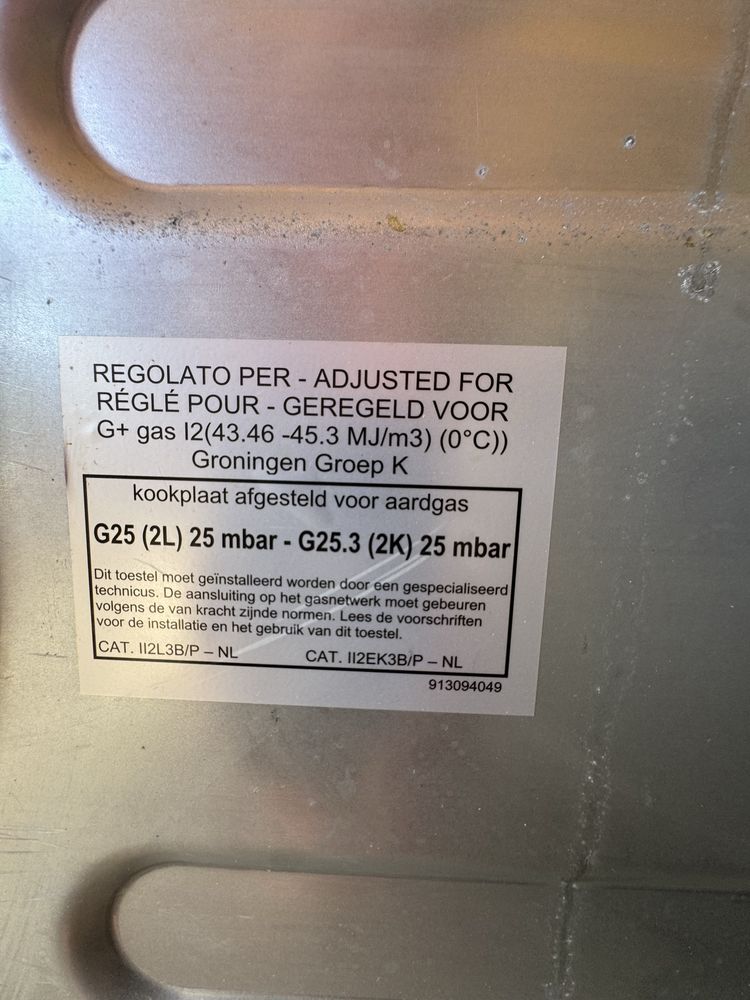 REGOLATO PER - ADJUSTED FOR
RÉGLÉ POUR - GEREGELD VOOR
G+ gas I2(43.46 -45.3 MJ/m3) (0°C))
Groningen Groep K
kookplaat afgesteld voor aardgas
G25 (2L) 25 mbar - G25.3 (2K) 25 mbar
Dit toestel moet geïnstalleerd worden door een gespecialiseerd
technicus. De aansluiting op het gasnetwerk moet gebeuren
volgens de van kracht zijnde normen. Lees de voorschriften
voor de installatie en het gebruik van dit toestel.
CAT. II2L3B/P – NL CAT. II2EK3B/P – NL
913094049